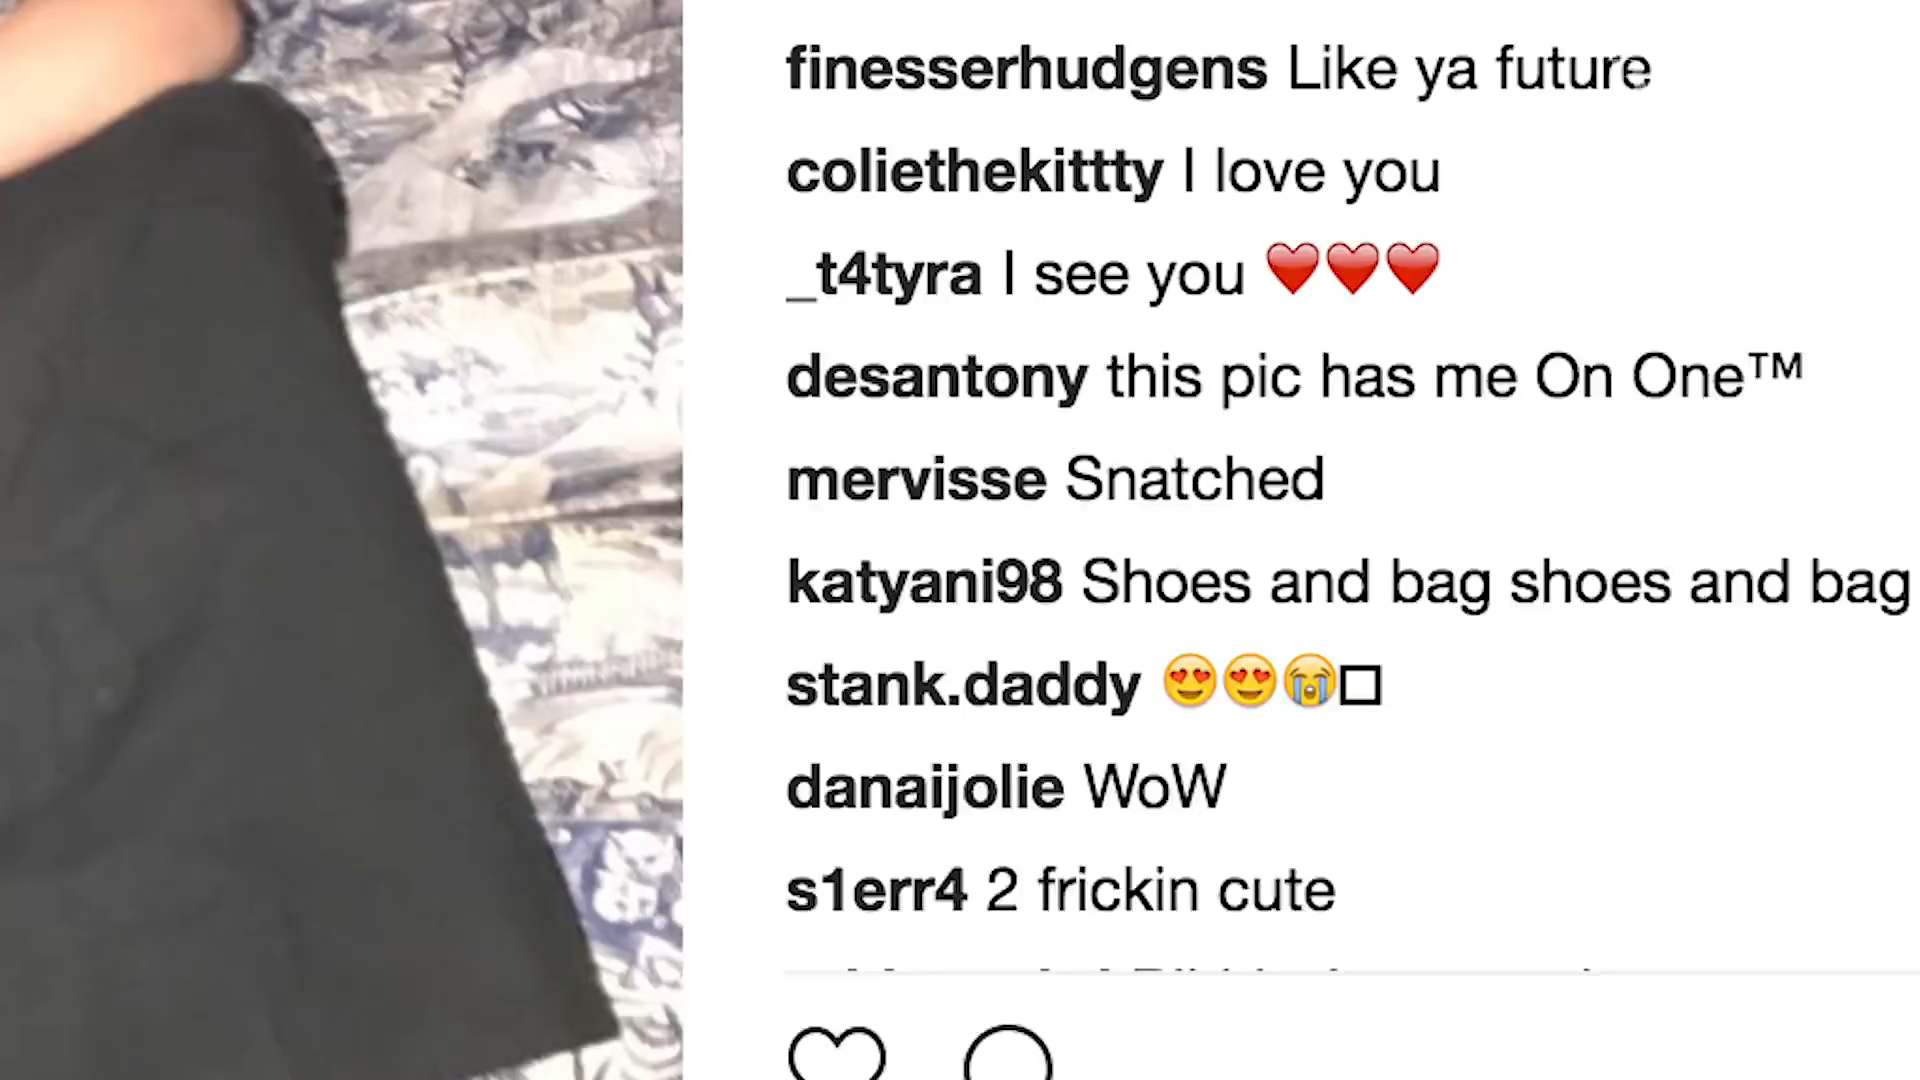 finesserhudgens Like ya future
coliethekittty I love you
_t4tyra I see you ❤️❤️❤️
desantony this pic has me On One™
mervisse Snatched
katyani98 Shoes and bag shoes and bag
stank.daddy 😍😍😭□
danaijolie WoW
s1err4 2 frickin cute